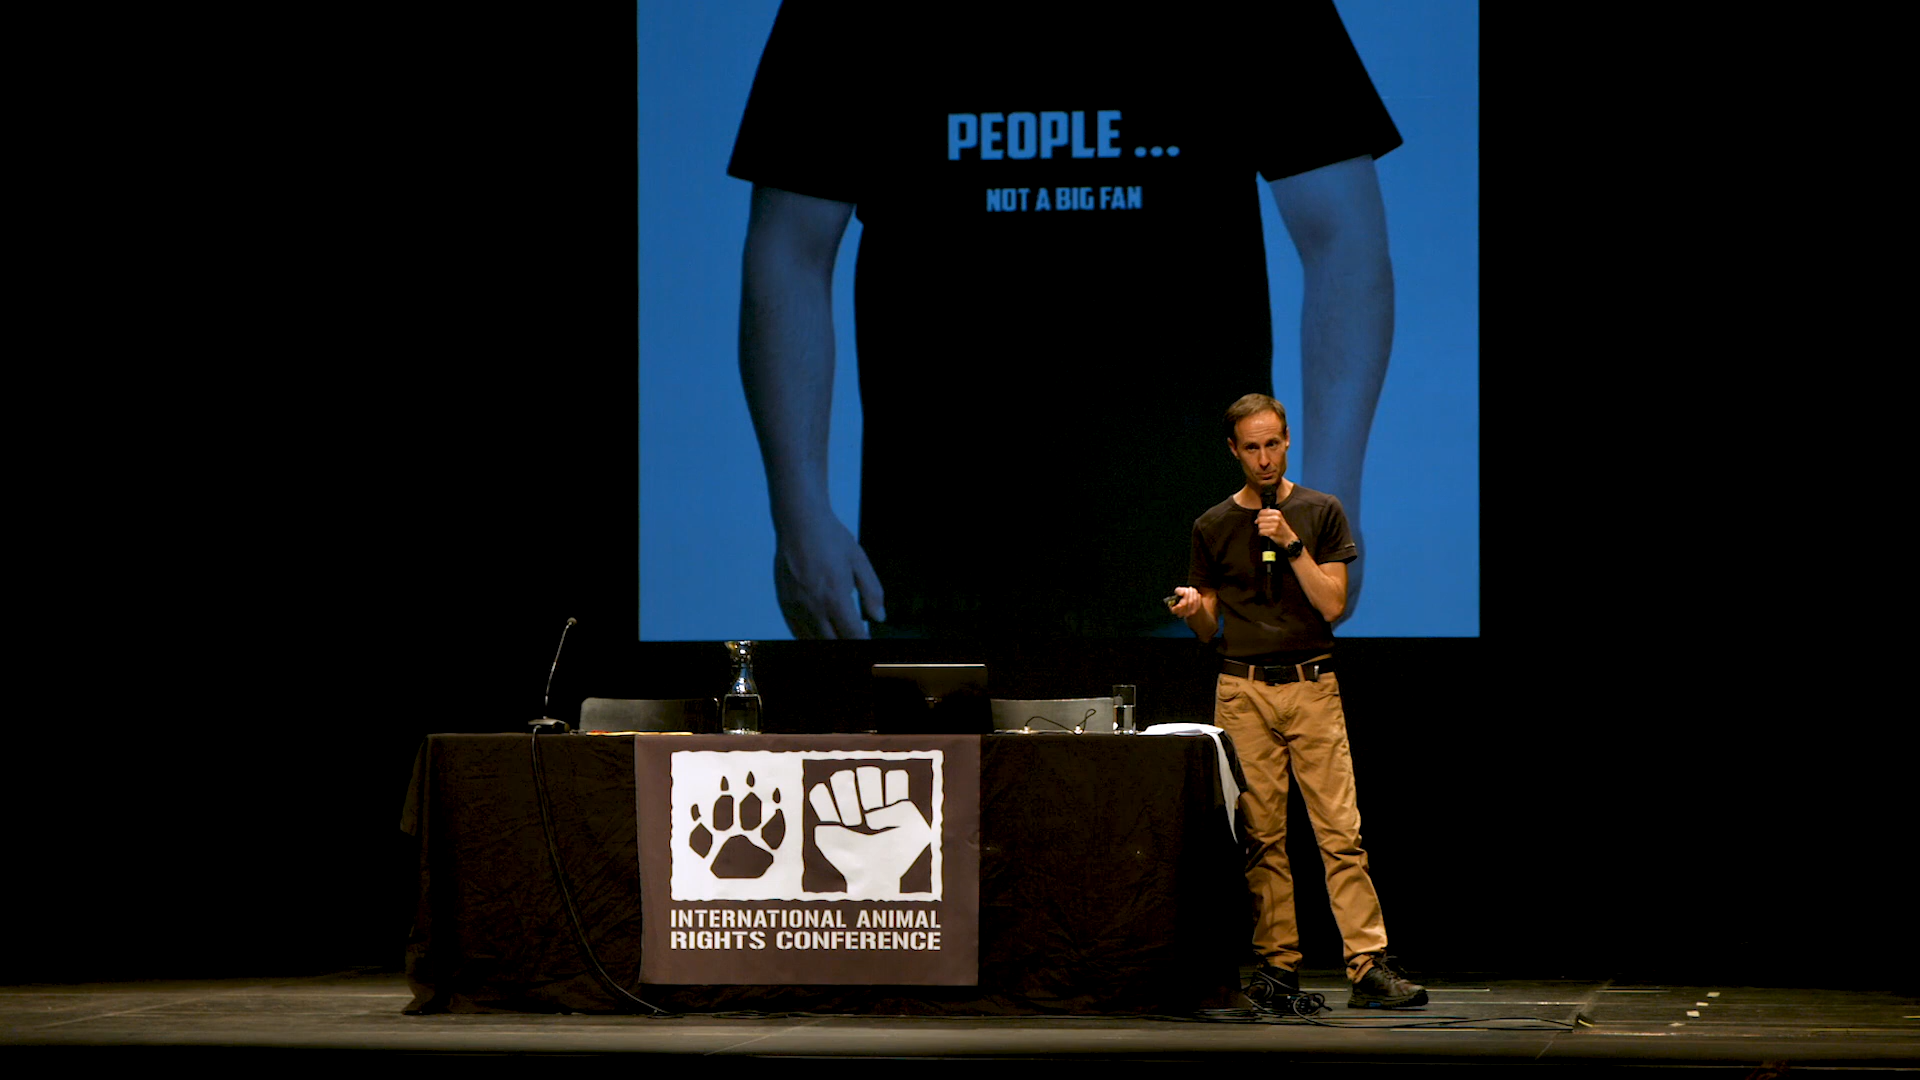 PEOPLE ...
NOT A BIG FAN
INTERNATIONAL ANIMAL
RIGHTS CONFERENCE